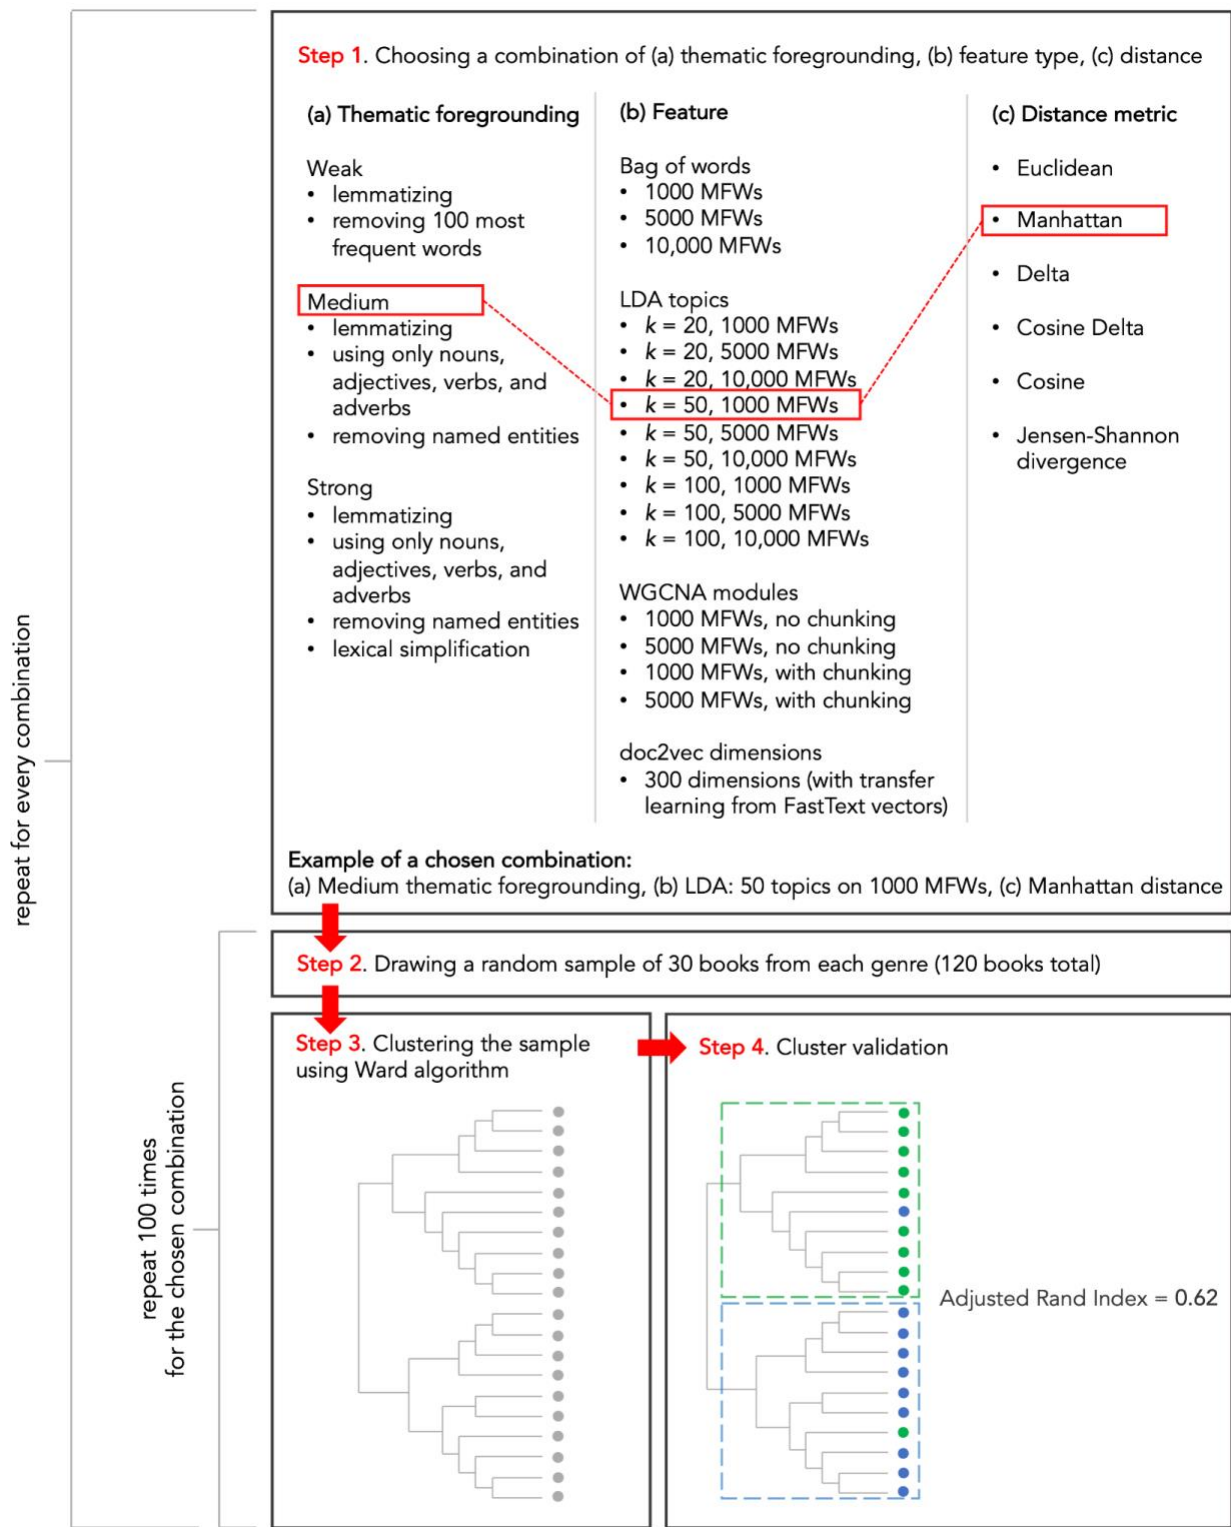 Step 1. Choosing a combination of (a) thematic foregrounding, (b) feature type, (c) distance
(a) Thematic foregrounding
Weak
• lemmatizing
• removing 100 most
frequent words
Medium
• lemmatizing
• using only nouns,
adjectives, verbs, and
adverbs
• removing named entities
Strong
• lemmatizing
• using only nouns,
adjectives, verbs, and
adverbs
• removing named entities
• lexical simplification
(b) Feature
Bag of words
• 1000 MFWs
• 5000 MFWs
• 10,000 MFWs
LDA topics
• k = 20, 1000 MFWs
• k = 20, 5000 MFWs
• k = 20, 10,000 MFWs
• k = 50, 1000 MFWs
• k = 50, 5000 MFWs
• k = 50, 10,000 MFWs
• k = 100, 1000 MFWs
• k = 100, 5000 MFWs
• k = 100, 10,000 MFWs
WGCNA modules
• 1000 MFWs, no chunking
• 5000 MFWs, no chunking
• 1000 MFWs, with chunking
• 5000 MFWs, with chunking
doc2vec dimensions
• 300 dimensions (with transfer
learning from FastText vectors)
(c) Distance metric
• Euclidean
• Manhattan
• Delta
• Cosine Delta
• Cosine
• Jensen-Shannon
divergence
Example of a chosen combination:
(a) Medium thematic foregrounding, (b) LDA: 50 topics on 1000 MFWs, (c) Manhattan distance
repeat for every combination
Step 2. Drawing a random sample of 30 books from each genre (120 books total)
Step 3. Clustering the sample
using Ward algorithm
Step 4. Cluster validation
Adjusted Rand Index = 0.62
repeat 100 times
for the chosen combination